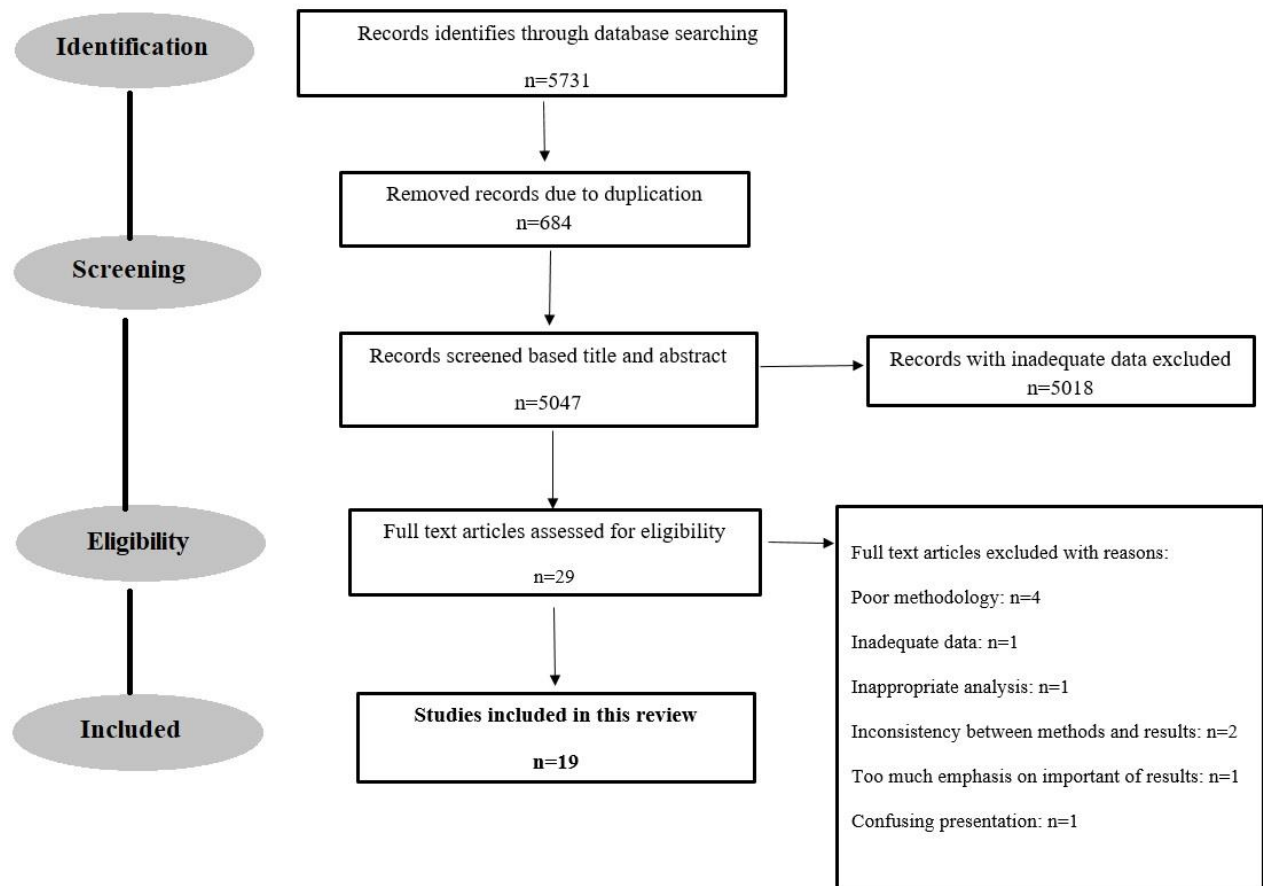 Identification
Records identifies through database searching
n=5731
Removed records due to duplication
n=684
Screening
Records screened based title and abstract
n=5047
Records with inadequate data excluded
n=5018
Eligibility
Full text articles assessed for eligibility
n=29
Full text articles excluded with reasons:
Poor methodology: n=4
Inadequate data: n=1
Inappropriate analysis: n=1
Inconsistency between methods and results: n=2
Too much emphasis on important of results: n=1
Confusing presentation: n=1
Included
Studies included in this review
n=19